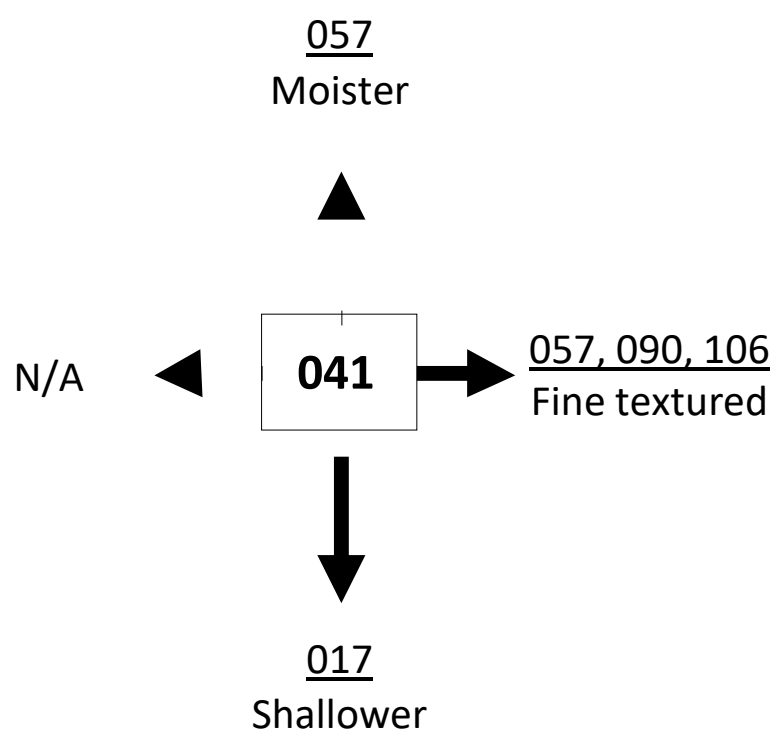 057
Moister
N/A
041
057, 090, 106
Fine textured
017
Shallower